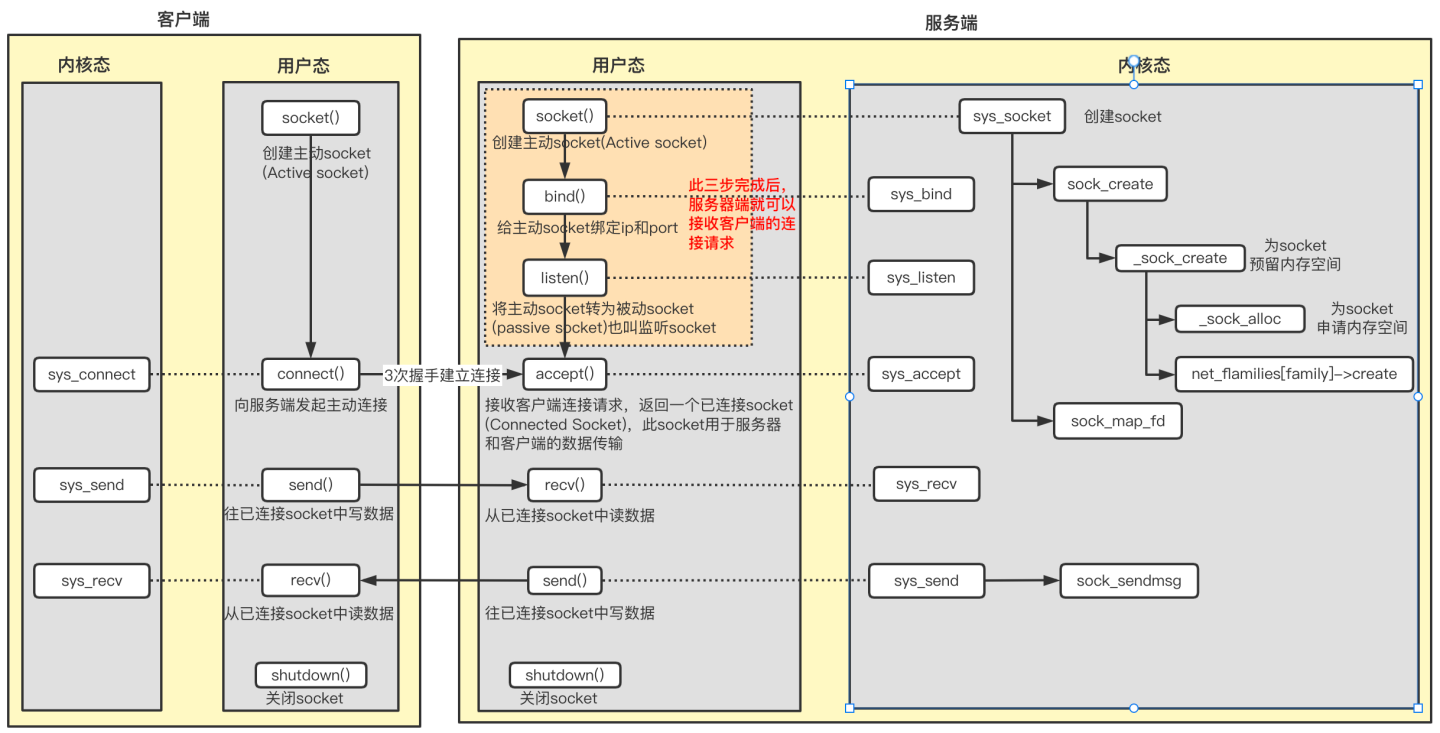 客户端
内核态
用户态
socket()
创建主动socket
(Active socket)
sys_connect
connect()
向服务端发起主动连接
3次握手建立连接
sys_send
send()
往已连接socket中写数据
sys_recv
recv()
从已连接socket中读数据
shutdown()
关闭socket
服务端
用户态
内核态
socket()
创建主动socket(Active socket)
bind()
给主动socket绑定ip和port
listen()
将主动socket转为被动socket
(passive socket)也叫监听socket
此三步完成后，
服务器端就可以
接收客户端的连
接请求
accept()
接收客户端连接请求，返回一个已连接socket
(Connected Socket)，此socket用于服务器
和客户端的数据传输
recv()
从已连接socket中读数据
send()
往已连接socket中写数据
shutdown()
关闭socket
sys_socket
创建socket
sys_bind
sock_create
_sock_create
为socket
预留内存空间
sys_listen
_sock_alloc
为socket
申请内存空间
sys_accept
net_flamilies[family]->create
sock_map_fd
sys_recv
sys_send
sock_sendmsg